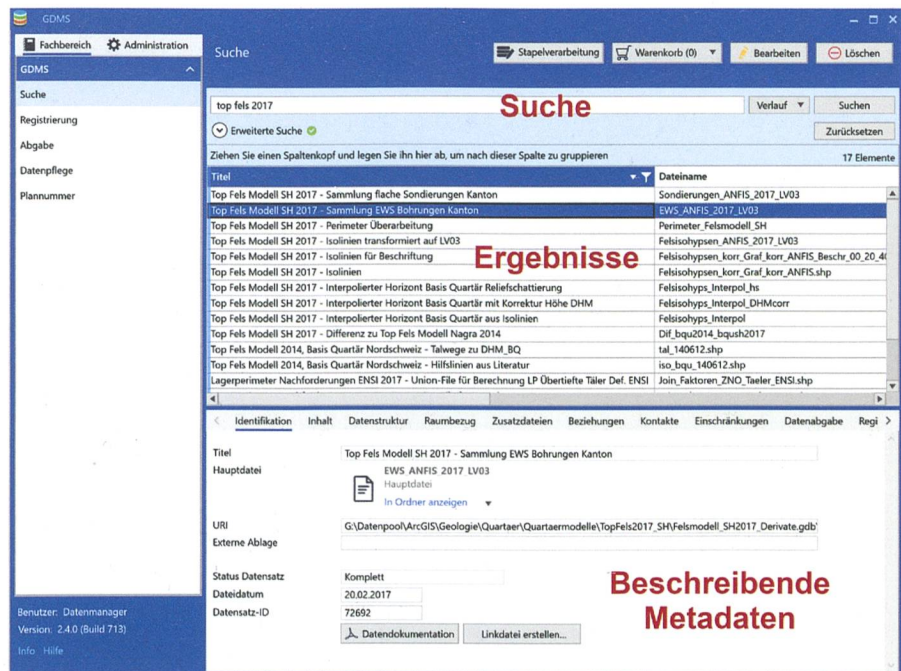 GDMS
Fachbereich Administration
GDMS
Suche
Registrierung
Abgabe
Datenpflege
Plannummer
Benutzer: Datenmanager
Version: 2.4.0 (Build 713)
Info Hilfe
Suche
Stapelverarbeitung Warenkorb (0) Bearbeiten Löschen
top fels 2017 Suche Verlauf Suchen
Erweiterte Suche Zurücksetzen
Ziehen Sie einen Spaltenkopf und legen Sie ihn hier ab, um nach dieser Spalte zu gruppieren 17 Elemente
Titel Dateiname
Top Fels Modell SH 2017 - Sammlung flache Sondierungen Kanton Sondierungen_ANFIS_2017_LV03
Top Fels Modell SH 2017 - Sammlung EWS Bohrungen Kanton EWS_ANFIS_2017_LV03
Top Fels Modell SH 2017 - Perimeter Überarbeitung Perimeter_Felsmodell_SH
Top Fels Modell SH 2017 - Isolinien transformiert auf LV03 Felsisohypsen_ANFIS_2017_LV03
Top Fels Modell SH 2017 - Isolinien für Beschriftung Felsisohypsen_korr_Graf_korr_ANFIS_Beschr_00_20_40
Ergebnisse
Top Fels Modell SH 2017 - Isolinien Felsisohypsen_korr_Graf_korr_ANFIS.shp
Top Fels Modell SH 2017 - Interpolierter Horizont Basis Quartär Reliefschattierung Felsisohyps_Interpol_hs
Top Fels Modell SH 2017 - Interpolierter Horizont Basis Quartär mit Korrektur Höhe DHM Felsisohyps_Interpol_DHMcorr
Top Fels Modell SH 2017 - Interpolierter Horizont Basis Quartär aus Isolinien Felsisohyps_Interpol
Top Fels Modell SH 2017 - Differenz zu Top Fels Modell Nagra 2014 Dif_bqu2014_bqush2017
Top Fels Modell 2014, Basis Quartär Nordschweiz - Talwege zu DHM_BQ tal_140612.shp
Top Fels Modell 2014, Basis Quartär Nordschweiz - Hilfslinien aus Literatur iso_bqu_140612.shp
Lagerperimeter Nachforderungen ENSI 2017 - Union-File für Berechnung LP Übertiefte Täler Def. ENSI Join_Faktoren_ZNO_Taeler_ENSI.shp
Identifikation Inhalt Datenstruktur Raumbezug Zusatzdateien Beziehungen Kontakte Einschränkungen Datenabgabe Regi
Titel Top Fels Modell SH 2017 - Sammlung EWS Bohrungen Kanton
Hauptdatei EWS_ANFIS_2017_LV03
Hauptdatei
In Ordner anzeigen
URI G:\Datenpool\ArcGIS\Geologie\Quartaer\Quartaermodelle\TopFels2017_SH\Felsmodell_SH2017_Derivate.gdb\
Externe Ablage
Status Datensatz Komplett
Dateidatum 20.02.2017
Datensatz-ID 72692
Datendokumentation Linkdatei erstellen...
Beschreibende
Metadaten